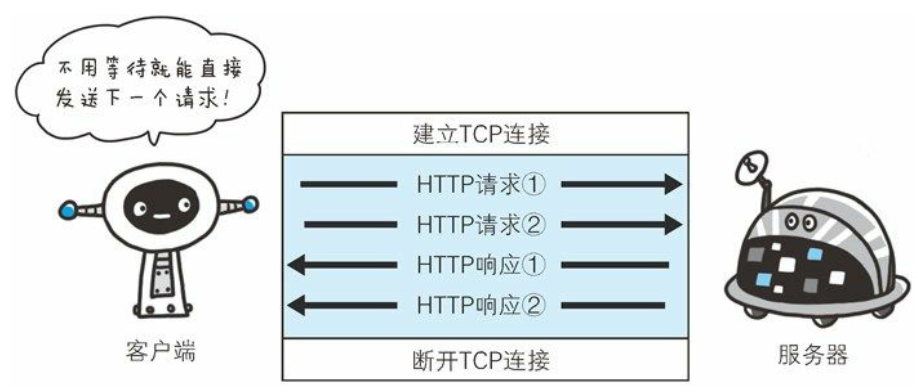 不用等待就能直接
发送下一个请求!
建立TCP连接
HTTP请求①
HTTP请求②
HTTP响应①
HTTP响应②
断开TCP连接
客户端
服务器